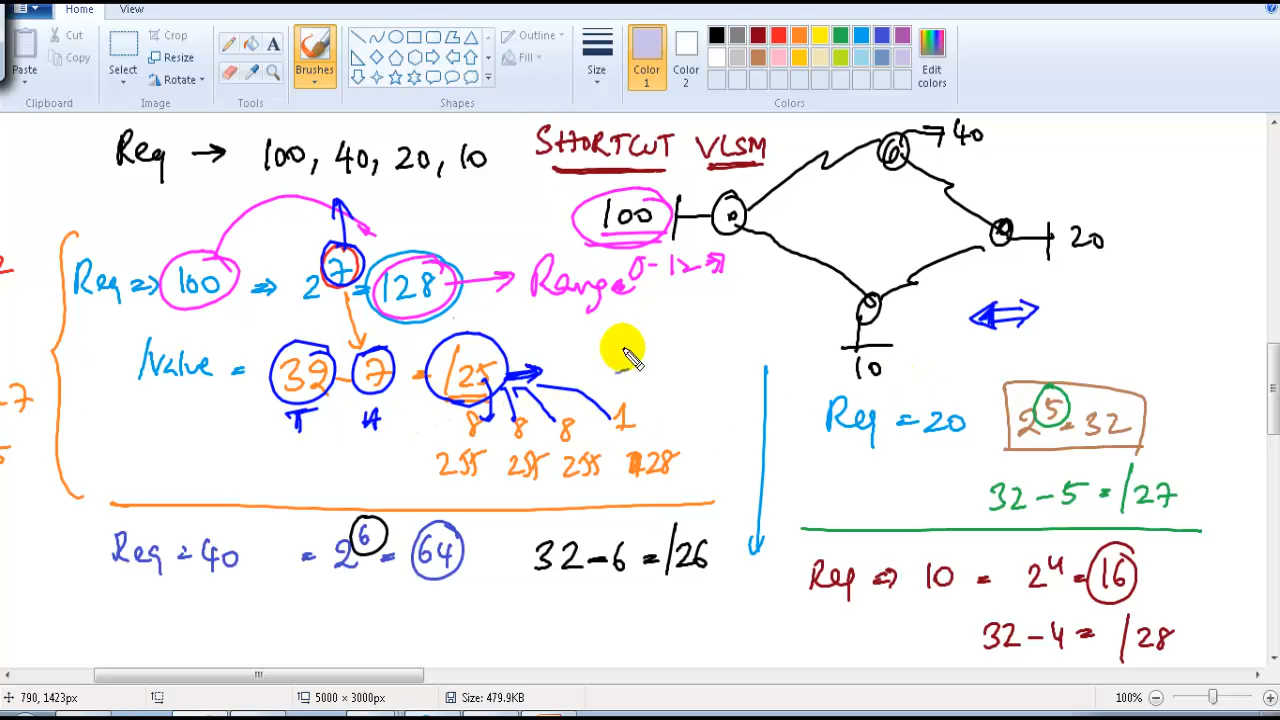 Home
View
Paste
Cut
Copy
Clipboard
Select
Crop
Resize
Rotate
Image
A
Tools
Brushes
Outline
Fill
Shapes
Size
Color 1
Color 2
Edit colors
Colors
Req → 100, 40, 20, 10
SHORTCUT VLSM
100
40
20
10
Req => 100 => 2^7 = 128 → Range 0-127
/value = 32 - 7 = /25
T H
8 8 8 1
255 255 255 128
Req = 40 = 2^6 = 64 32-6 = /26
Req = 20 2^5 = 32
32-5 = /27
Req => 10 = 2^4 = 16
32-4 = /28
27
790, 1423px
5000 × 3000px
Size: 479.9KB
100%